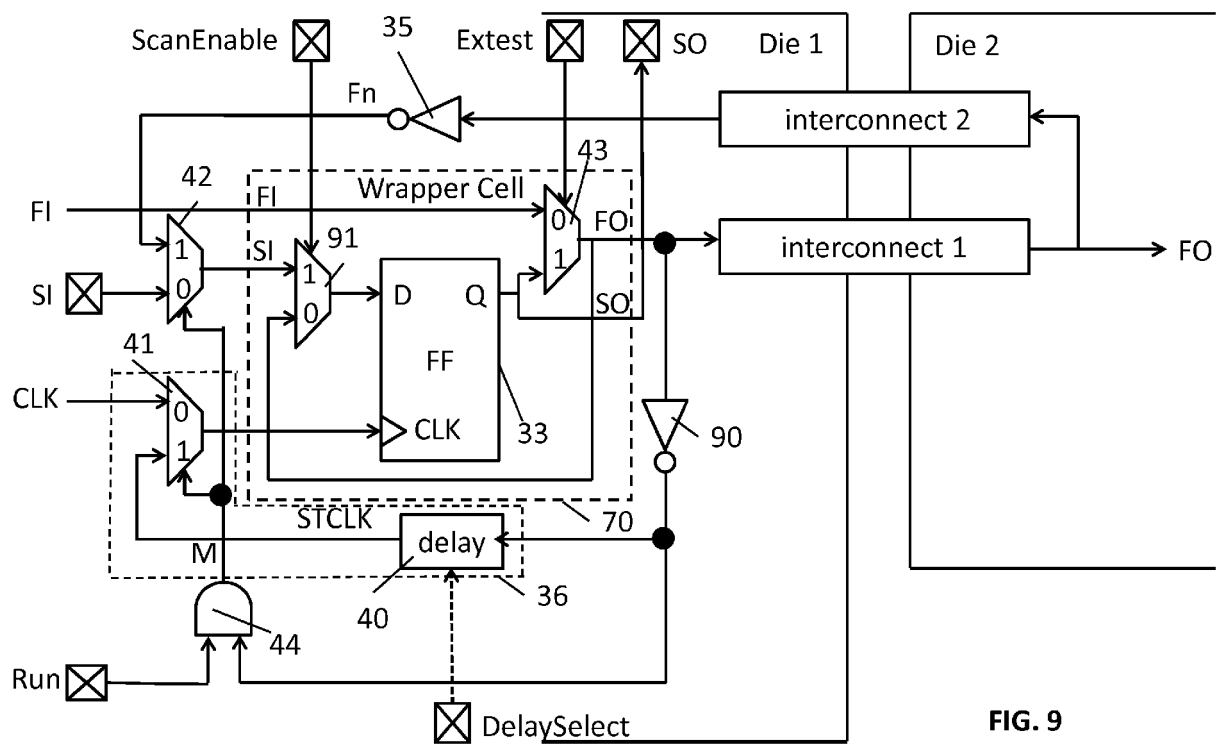 ScanEnable
35
Extest
SO
Die 1
Die 2
Fn
interconnect 2
42
43
Wrapper Cell
FI
FI
0
FO
91
1
SI
1
interconnect 1
FO
SI
0
1
D
Q
SO
0
41
FF
CLK
0
CLK
33
90
1
STCLK
70
M
delay
40
36
44
Run
DelaySelect
FIG. 9